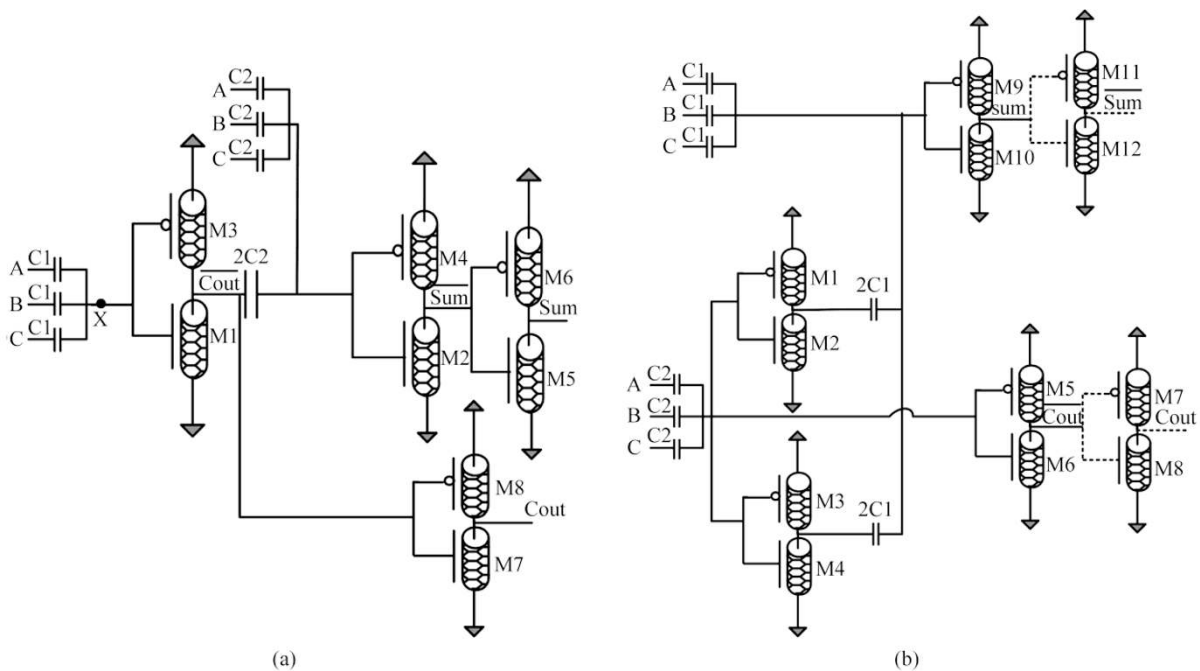 C2
A
C2
B
C2
C
M3
2C2
C1
A
C1
B
X
C1
C
Cout
M1
M4
Sum
M2
M6
Sum
M5
M8
Cout
M7
(a)
C1
A
C1
B
C1
C
M9
sum
M10
M11
Sum
M12
M1
2C1
M2
C2
A
C2
B
C2
C
M3
2C1
M4
M5
Cout
M6
M7
Cout
M8
(b)